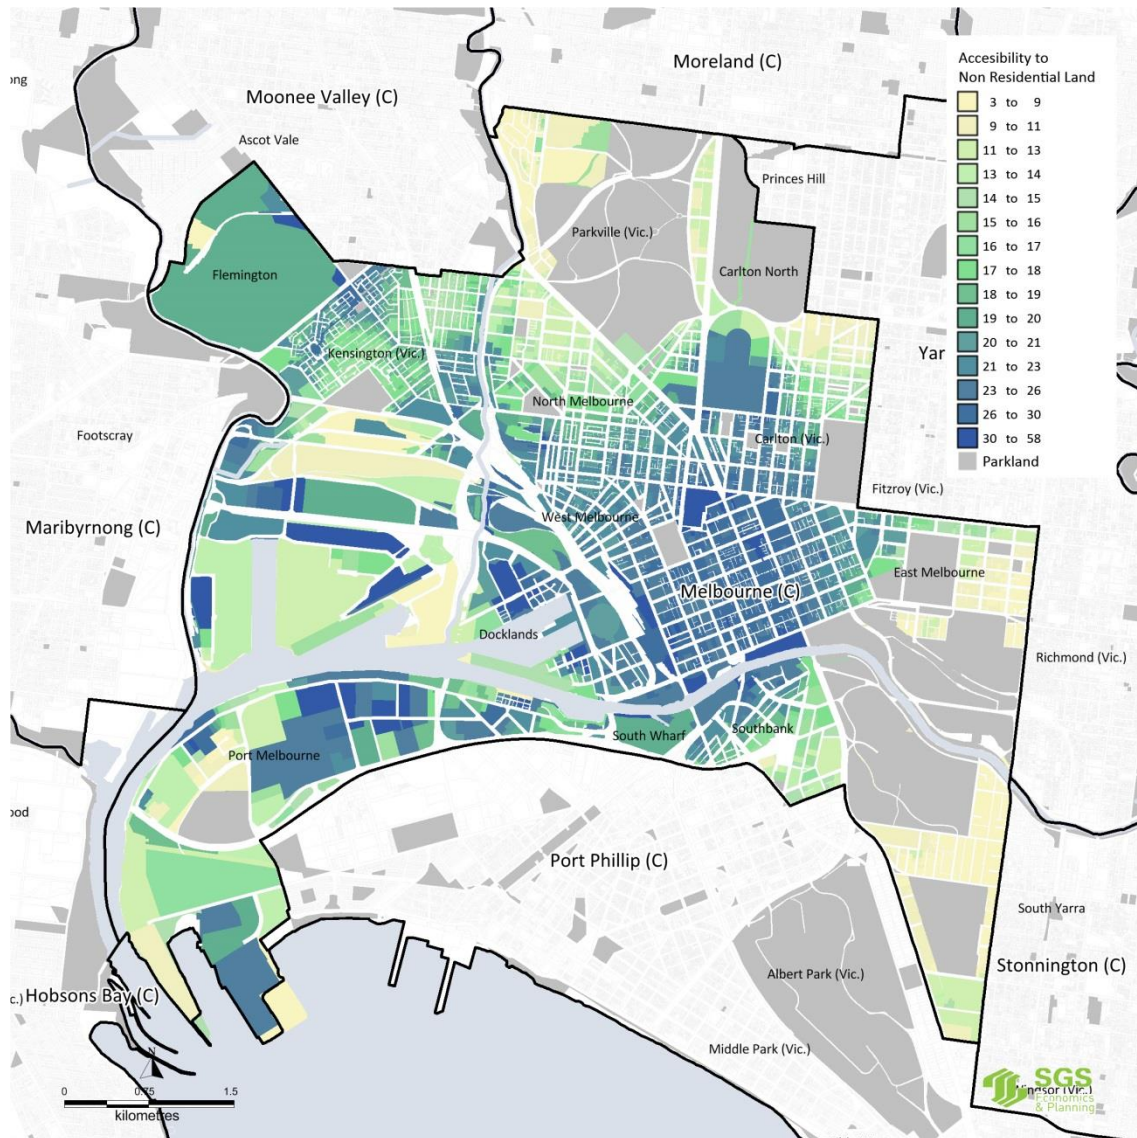 Moreland (C)
Accesibility to
Non Residential Land
3 to 9
9 to 11
11 to 13
13 to 14
14 to 15
15 to 16
16 to 17
17 to 18
18 to 19
19 to 20
20 to 21
21 to 23
23 to 26
26 to 30
30 to 58
Parkland
ong
Moonee Valley (C)
Ascot Vale
Princes Hill
Parkville (Vic.)
Flemington
Carlton North
Kensington (Vic.)
Yar
North Melbourne
Footscray
Carlton (Vic.)
Fitzroy (Vic.)
West Melbourne
Maribyrnong (C)
East Melbourne
Melbourne (C)
Docklands
Richmond (Vic.)
Southbank
South Wharf
Port Melbourne
ood
Port Phillip (C)
South Yarra
Stonnington (C)
Albert Park (Vic.)
c.)
Hobsons Bay (C)
Middle Park (Vic.)
N
0 0.75 1.5
kilometres
SGS
Economics
& Planning
Windsor (Vic.)